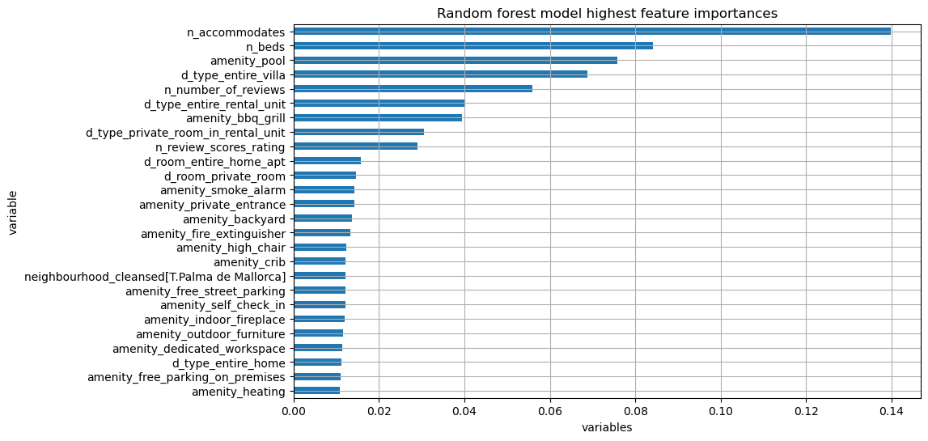 Random forest model highest feature importances
n_accommodates
n_beds
amenity_pool
d_type_entire_villa
n_number_of_reviews
d_type_entire_rental_unit
amenity_bbq_grill
d_type_private_room_in_rental_unit
n_review_scores_rating
d_room_entire_home_apt
d_room_private_room
amenity_smoke_alarm
amenity_private_entrance
amenity_backyard
amenity_fire_extinguisher
amenity_high_chair
amenity_crib
neighbourhood_cleansed[T.Palma de Mallorca]
amenity_free_street_parking
amenity_self_check_in
amenity_indoor_fireplace
amenity_outdoor_furniture
amenity_dedicated_workspace
d_type_entire_home
amenity_free_parking_on_premises
amenity_heating
variable
0.00 0.02 0.04 0.06 0.08 0.10 0.12 0.14
variables